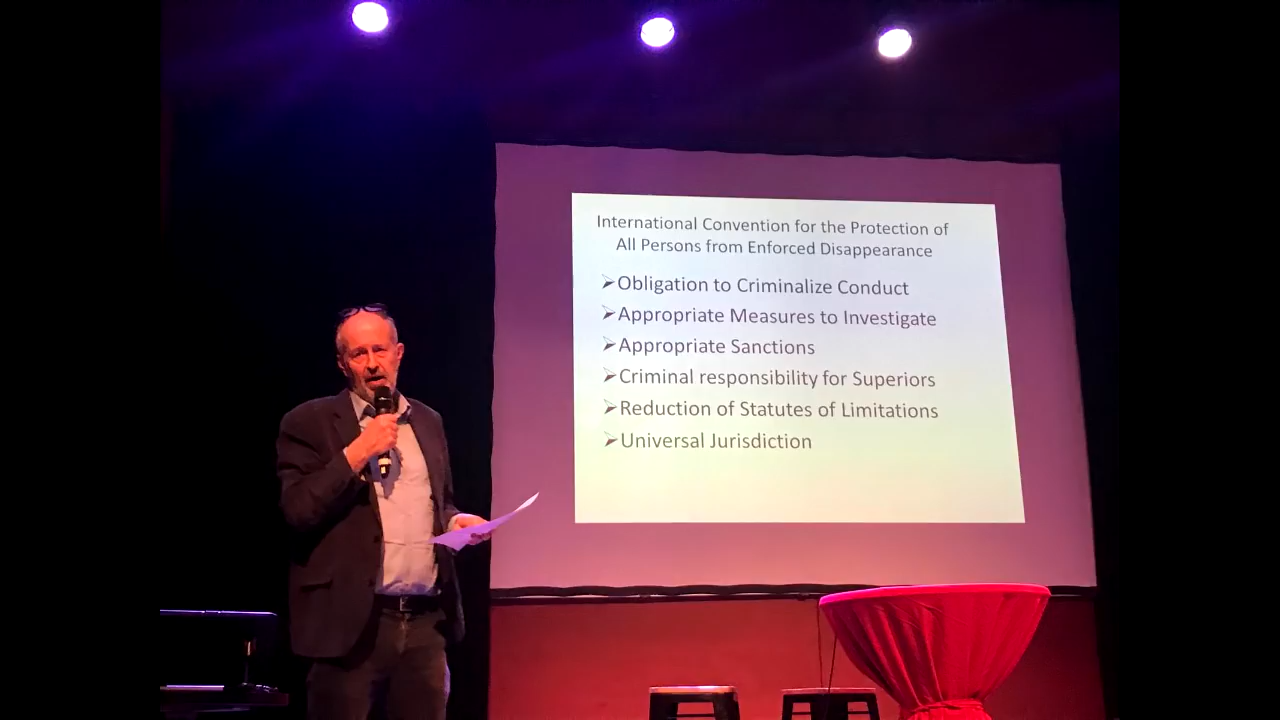 International Convention for the Protection of
All Persons from Enforced Disappearance
➢Obligation to Criminalize Conduct
➢Appropriate Measures to Investigate
➢Appropriate Sanctions
➢Criminal responsibility for Superiors
➢Reduction of Statutes of Limitations
➢Universal Jurisdiction